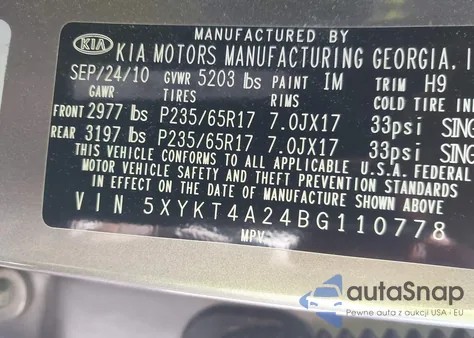 MANUFACTURED BY
KIA KIA MOTORS MANUFACTURING GEORGIA, I
SEP/24/10 GVWR 5203 lbs PAINT IM TRIM H9
GAWR TIRES RIMS COLD TIRE IN
FRONT 2977 lbs P235/65R17 7.0JX17 33psi SING
REAR 3197 lbs P235/65R17 7.0JX17 33psi SING
THIS VEHICLE CONFORMS TO ALL APPLICABLE U.S.A. FEDERAL
MOTOR VEHICLE SAFETY AND THEFT PREVENTION STANDARDS
IN EFFECT ON THE DATE OF MANUFACTURE SHOWN ABOVE
VIN 5XYKT4A24BG110778
MPV
autaSnap
Pewne auta z aukcji USA - EU